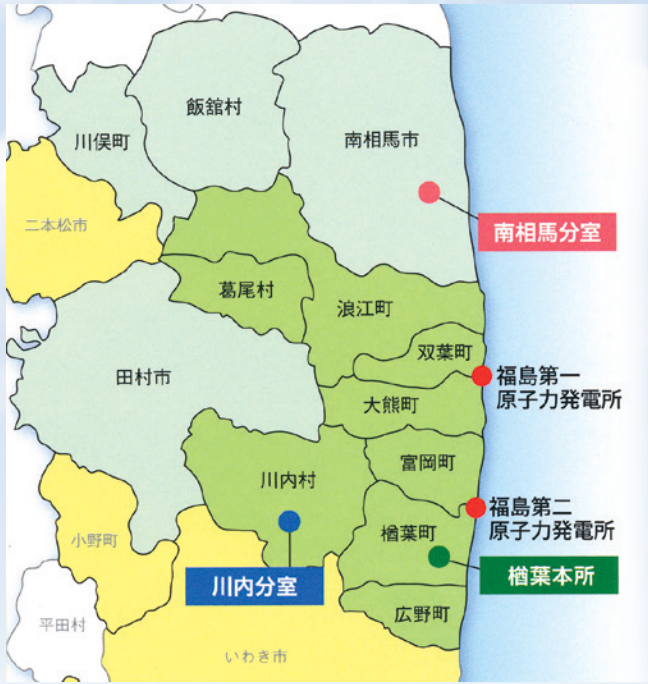 飯舘村
川俣町
南相馬市
二本松市
南相馬分室
葛尾村
浪江町
双葉町
田村市
福島第一
原子力発電所
大熊町
富岡町
川内村
福島第二
原子力発電所
小野町
楢葉町
川内分室
楢葉本所
平田村
広野町
いわき市